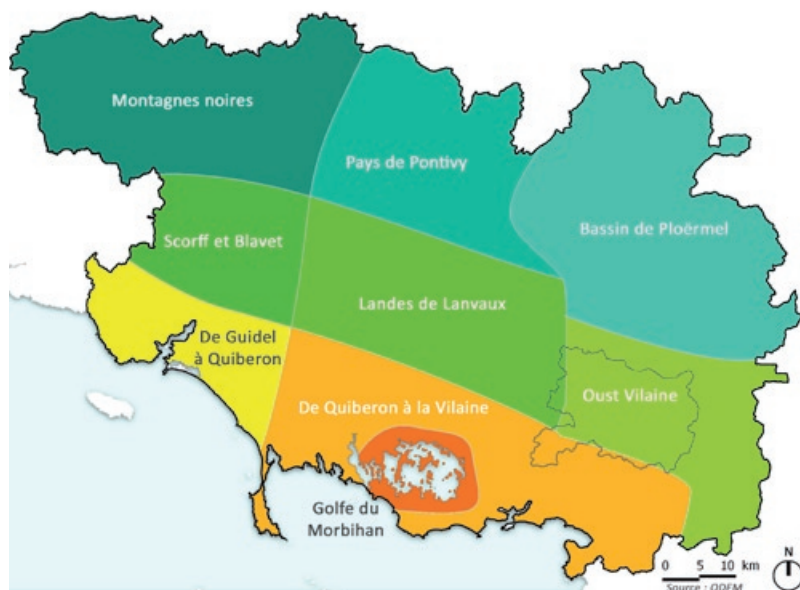 Montagnes noires
Pays de Pontivy
Bassin de Ploërmel
Scorff et Blavet
Landes de Lanvaux
De Guidel
à Quiberon
Oust Vilaine
De Quiberon à la Vilaine
Golfe du
Morbihan
N
0 5 10 km
Source : ODEM